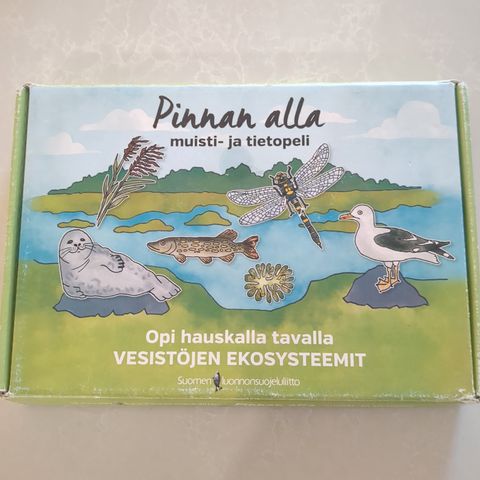 Pinnan alla
muisti- ja tietopeli
Opi hauskalla tavalla
VESISTÖJEN EKOSYSTEEMIT
Suomen luonnonsuojeluliitto